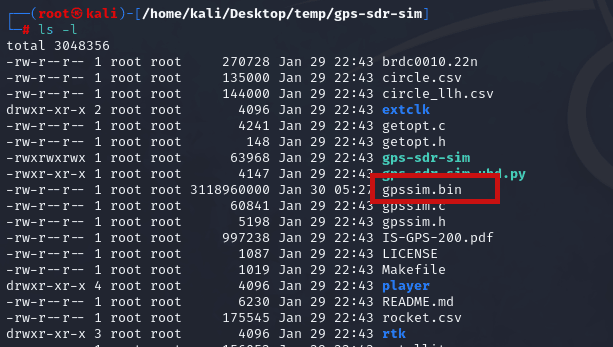 (root㉿kali)-[/home/kali/Desktop/temp/gps-sdr-sim]
# ls -l
total 3048356
-rw-r--r-- 1 root root 270728 Jan 29 22:43 brdc0010.22n
-rw-r--r-- 1 root root 135000 Jan 29 22:43 circle.csv
-rw-r--r-- 1 root root 144000 Jan 29 22:43 circle_llh.csv
drwxr-xr-x 2 root root 4096 Jan 29 22:43 extclk
-rw-r--r-- 1 root root 4241 Jan 29 22:43 getopt.c
-rw-r--r-- 1 root root 148 Jan 29 22:43 getopt.h
-rwxrwxrwx 1 root root 63968 Jan 29 22:43 gps-sdr-sim
-rwxr-xr-x 1 root root 4147 Jan 29 22:43 gps-sdr-sim-uhd.py
-rw-r--r-- 1 root root 3118960000 Jan 30 05:27 gpssim.bin
-rw-r--r-- 1 root root 60841 Jan 29 22:43 gpssim.c
-rw-r--r-- 1 root root 5198 Jan 29 22:43 gpssim.h
-rw-r--r-- 1 root root 997238 Jan 29 22:43 IS-GPS-200.pdf
-rw-r--r-- 1 root root 1087 Jan 29 22:43 LICENSE
-rw-r--r-- 1 root root 1019 Jan 29 22:43 Makefile
drwxr-xr-x 4 root root 4096 Jan 29 22:43 player
-rw-r--r-- 1 root root 6230 Jan 29 22:43 README.md
-rw-r--r-- 1 root root 175545 Jan 29 22:43 rocket.csv
drwxr-xr-x 3 root root 4096 Jan 29 22:43 rtk